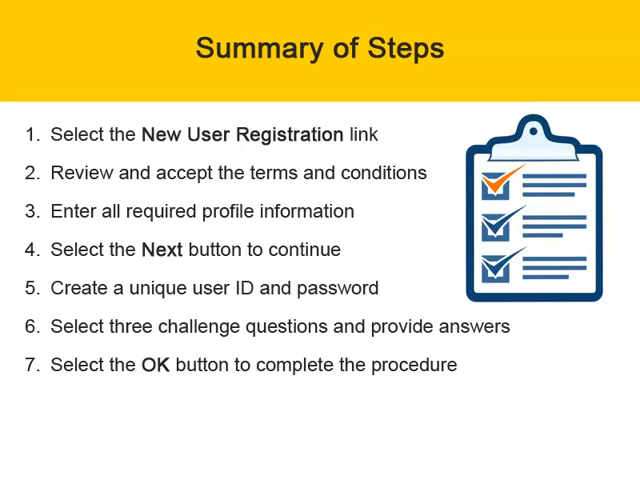 Summary of Steps
1. Select the New User Registration link
2. Review and accept the terms and conditions
3. Enter all required profile information
4. Select the Next button to continue
5. Create a unique user ID and password
6. Select three challenge questions and provide answers
7. Select the OK button to complete the procedure